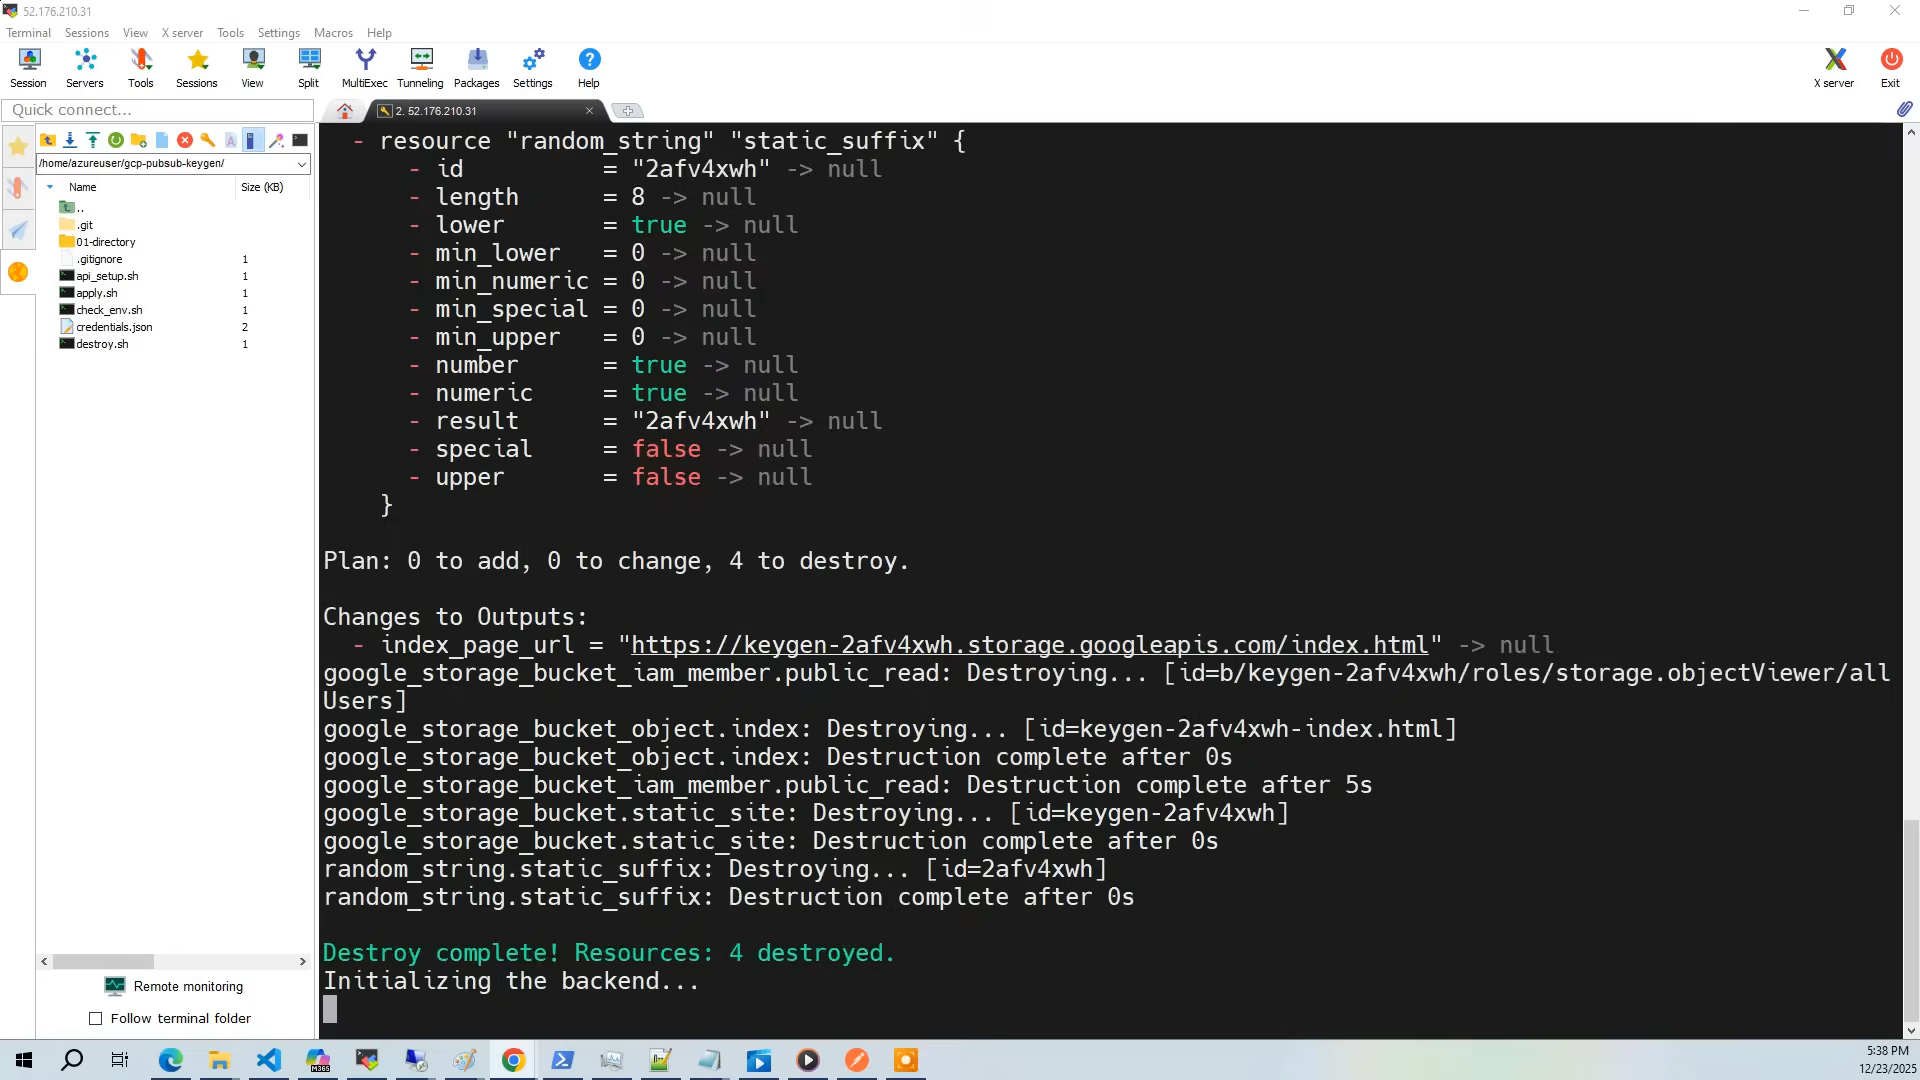 52.176.210.31
Terminal Sessions View X server Tools Settings Macros Help
Session Servers Tools Sessions View Split MultiExec Tunneling Packages Settings Help X server Exit
Quick connect...
2. 52.176.210.31
/home/azureuser/gcp-pubsub-keygen/
Name Size (KB)
..
.git
01-directory
.gitignore 1
api_setup.sh 1
apply.sh 1
check_env.sh 1
credentials.json 2
destroy.sh 1
Remote monitoring
Follow terminal folder
- resource "random_string" "static_suffix" {
- id = "2afv4xwh" -> null
- length = 8 -> null
- lower = true -> null
- min_lower = 0 -> null
- min_numeric = 0 -> null
- min_special = 0 -> null
- min_upper = 0 -> null
- number = true -> null
- numeric = true -> null
- result = "2afv4xwh" -> null
- special = false -> null
- upper = false -> null
}
Plan: 0 to add, 0 to change, 4 to destroy.
Changes to Outputs:
- index_page_url = "https://keygen-2afv4xwh.storage.googleapis.com/index.html" -> null
google_storage_bucket_iam_member.public_read: Destroying... [id=b/keygen-2afv4xwh/roles/storage.objectViewer/all
Users]
google_storage_bucket_object.index: Destroying... [id=keygen-2afv4xwh-index.html]
google_storage_bucket_object.index: Destruction complete after 0s
google_storage_bucket_iam_member.public_read: Destruction complete after 5s
google_storage_bucket.static_site: Destroying... [id=keygen-2afv4xwh]
google_storage_bucket.static_site: Destruction complete after 0s
random_string.static_suffix: Destroying... [id=2afv4xwh]
random_string.static_suffix: Destruction complete after 0s
Destroy complete! Resources: 4 destroyed.
Initializing the backend...
M365
5:38 PM
12/23/2025